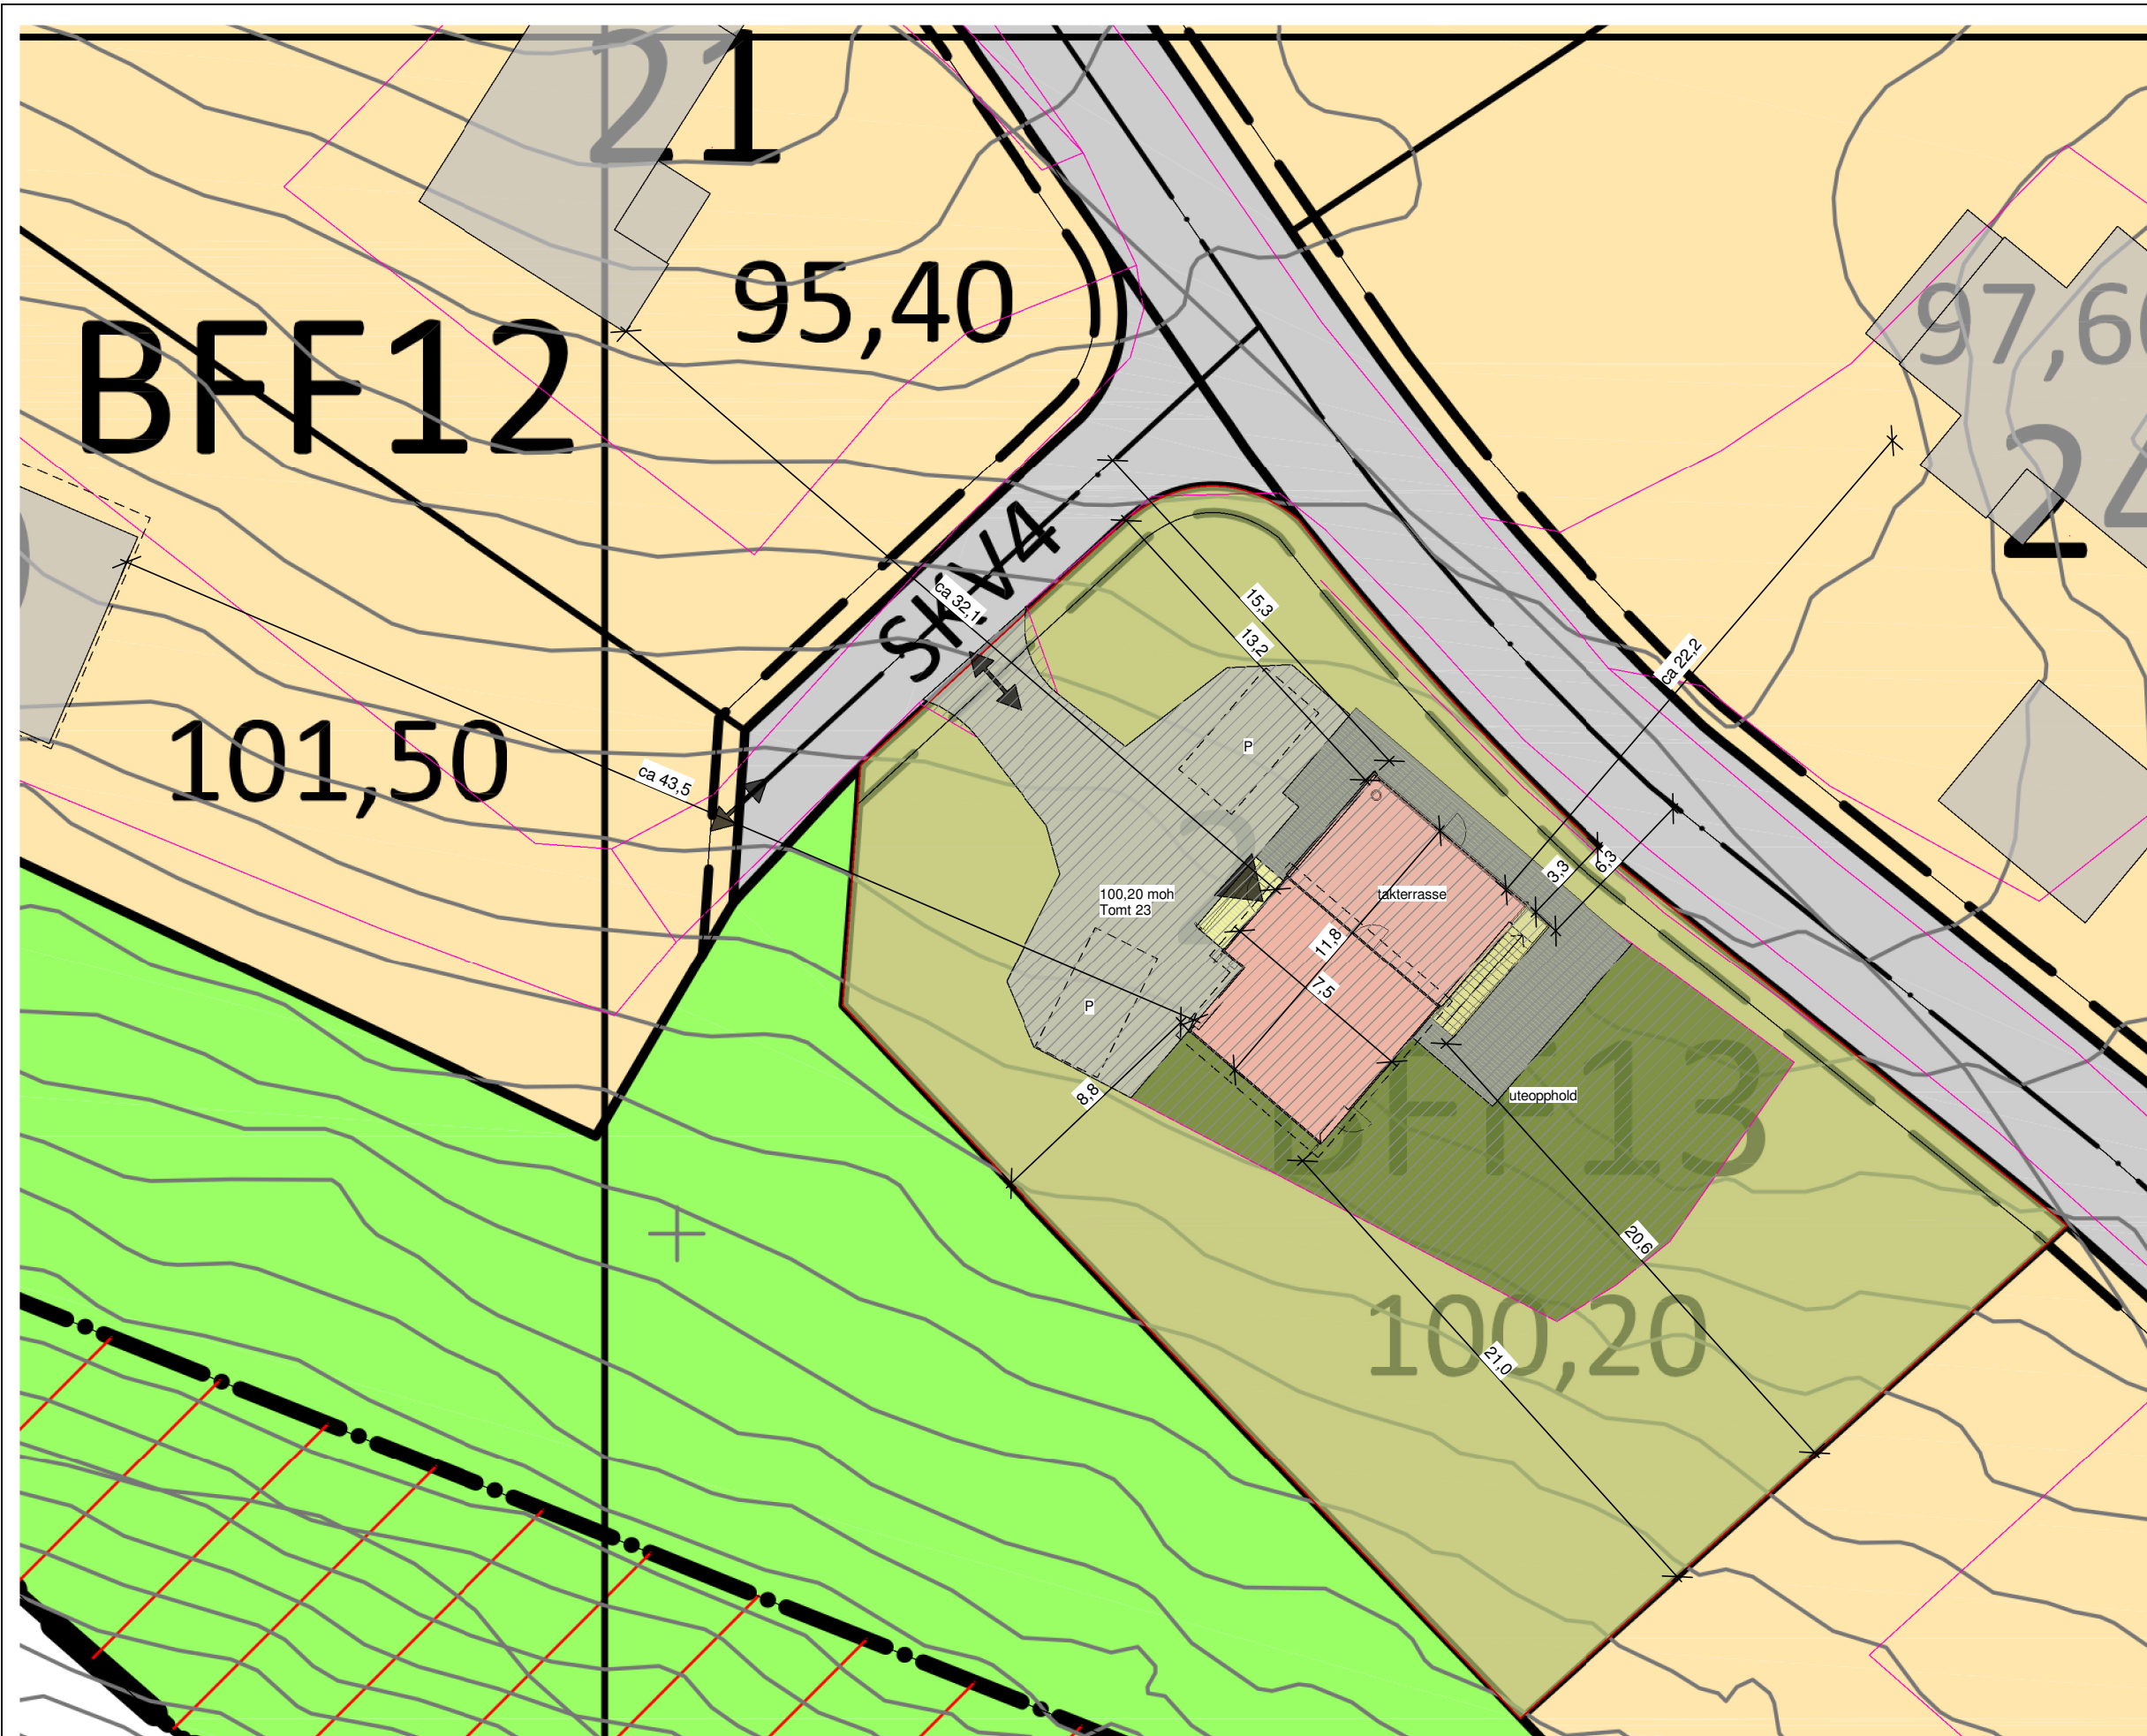 21
95,40
BFF12
97,60
24
SKV4
ca 32,1
15,3
13,2
ca 22,2
101,50
ca 43,5
P
23
100,20 moh
Tomt 23
takterrasse
3,3
6,3
11,8
7,5
P
8,8
uteopphold
BFF13
20,6
100,20
21,0